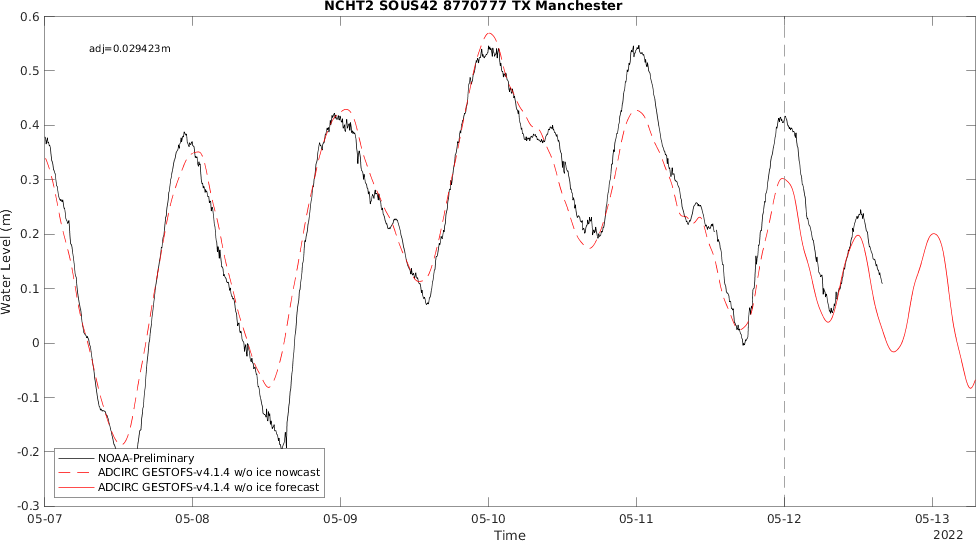 NCHT2 SOUS42 8770777 TX Manchester
adj=0.029423m
Water Level (m)
0.6
0.5
0.4
0.3
0.2
0.1
0
-0.1
-0.2
-0.3
NOAA-Preliminary
ADCIRC GESTOFS-v4.1.4 w/o ice nowcast
ADCIRC GESTOFS-v4.1.4 w/o ice forecast
05-07 05-08 05-09 05-10 05-11 05-12 05-13
Time
2022